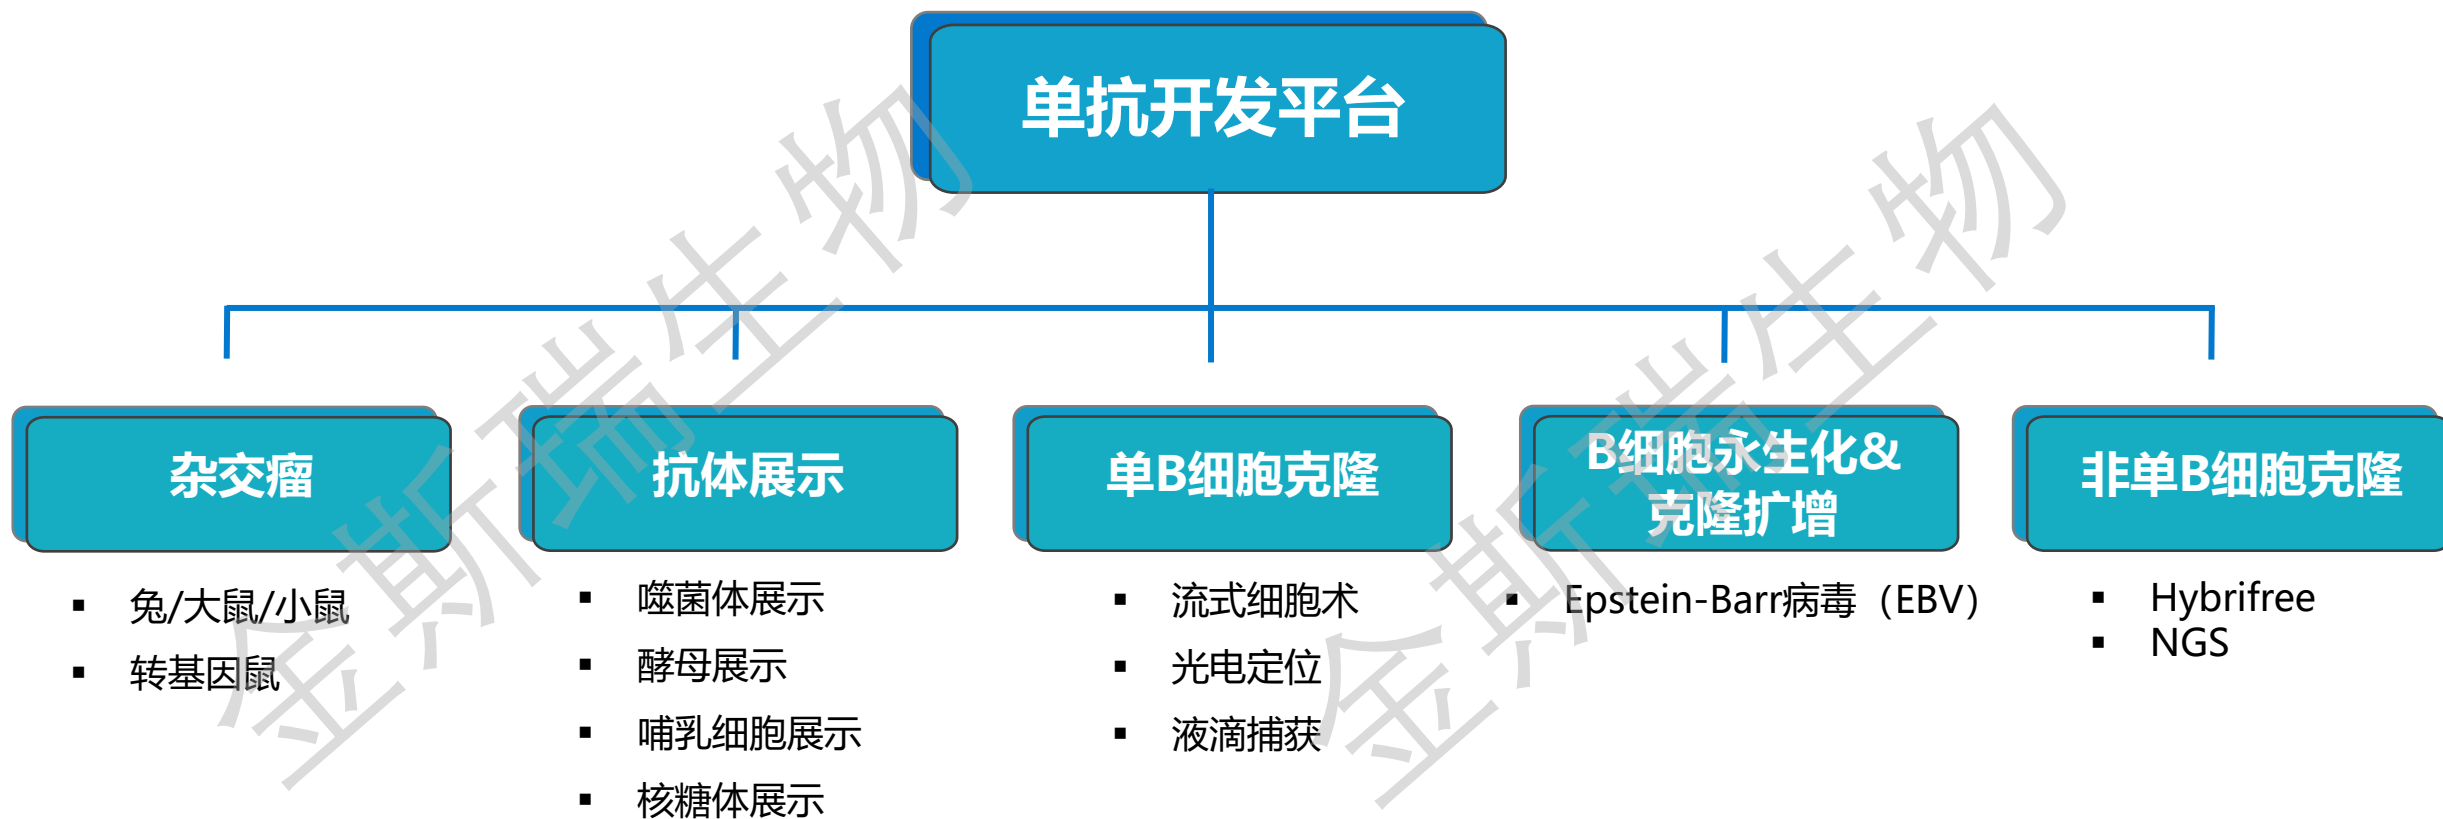 单抗开发平台
杂交瘤
兔/大鼠/小鼠
转基因鼠
抗体展示
噬菌体展示
酵母展示
哺乳细胞展示
核糖体展示
单B细胞克隆
流式细胞术
光电定位
液滴捕获
B细胞永生化&
克隆扩增
Epstein-Barr病毒（EBV）
非单B细胞克隆
Hybrifree
NGS
金斯瑞生物
金斯瑞生物